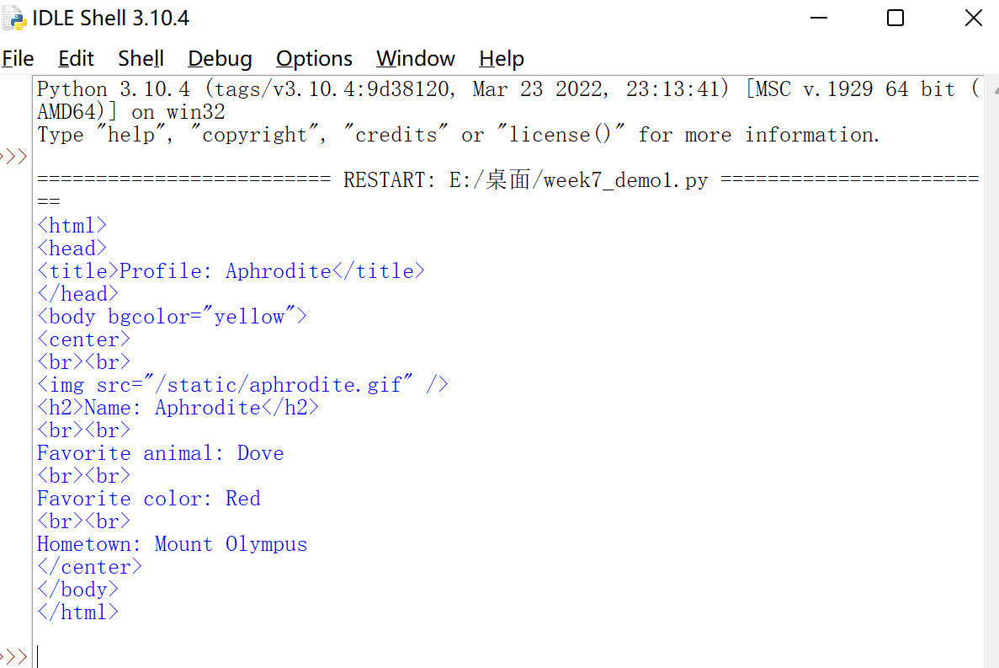 IDLE Shell 3.10.4
File Edit Shell Debug Options Window Help
Python 3.10.4 (tags/v3.10.4:9d38120, Mar 23 2022, 23:13:41) [MSC v.1929 64 bit (
AMD64)] on win32
Type "help", "copyright", "credits" or "license()" for more information.
>>>
========================= RESTART: E:/桌面/week7_demo1.py ======================
==
<html>
<head>
<title>Profile: Aphrodite</title>
</head>
<body bgcolor="yellow">
<center>
<br><br>
<img src="/static/aphrodite.gif" />
<h2>Name: Aphrodite</h2>
<br><br>
Favorite animal: Dove
<br><br>
Favorite color: Red
<br><br>
Hometown: Mount Olympus
</center>
</body>
</html>
>>>